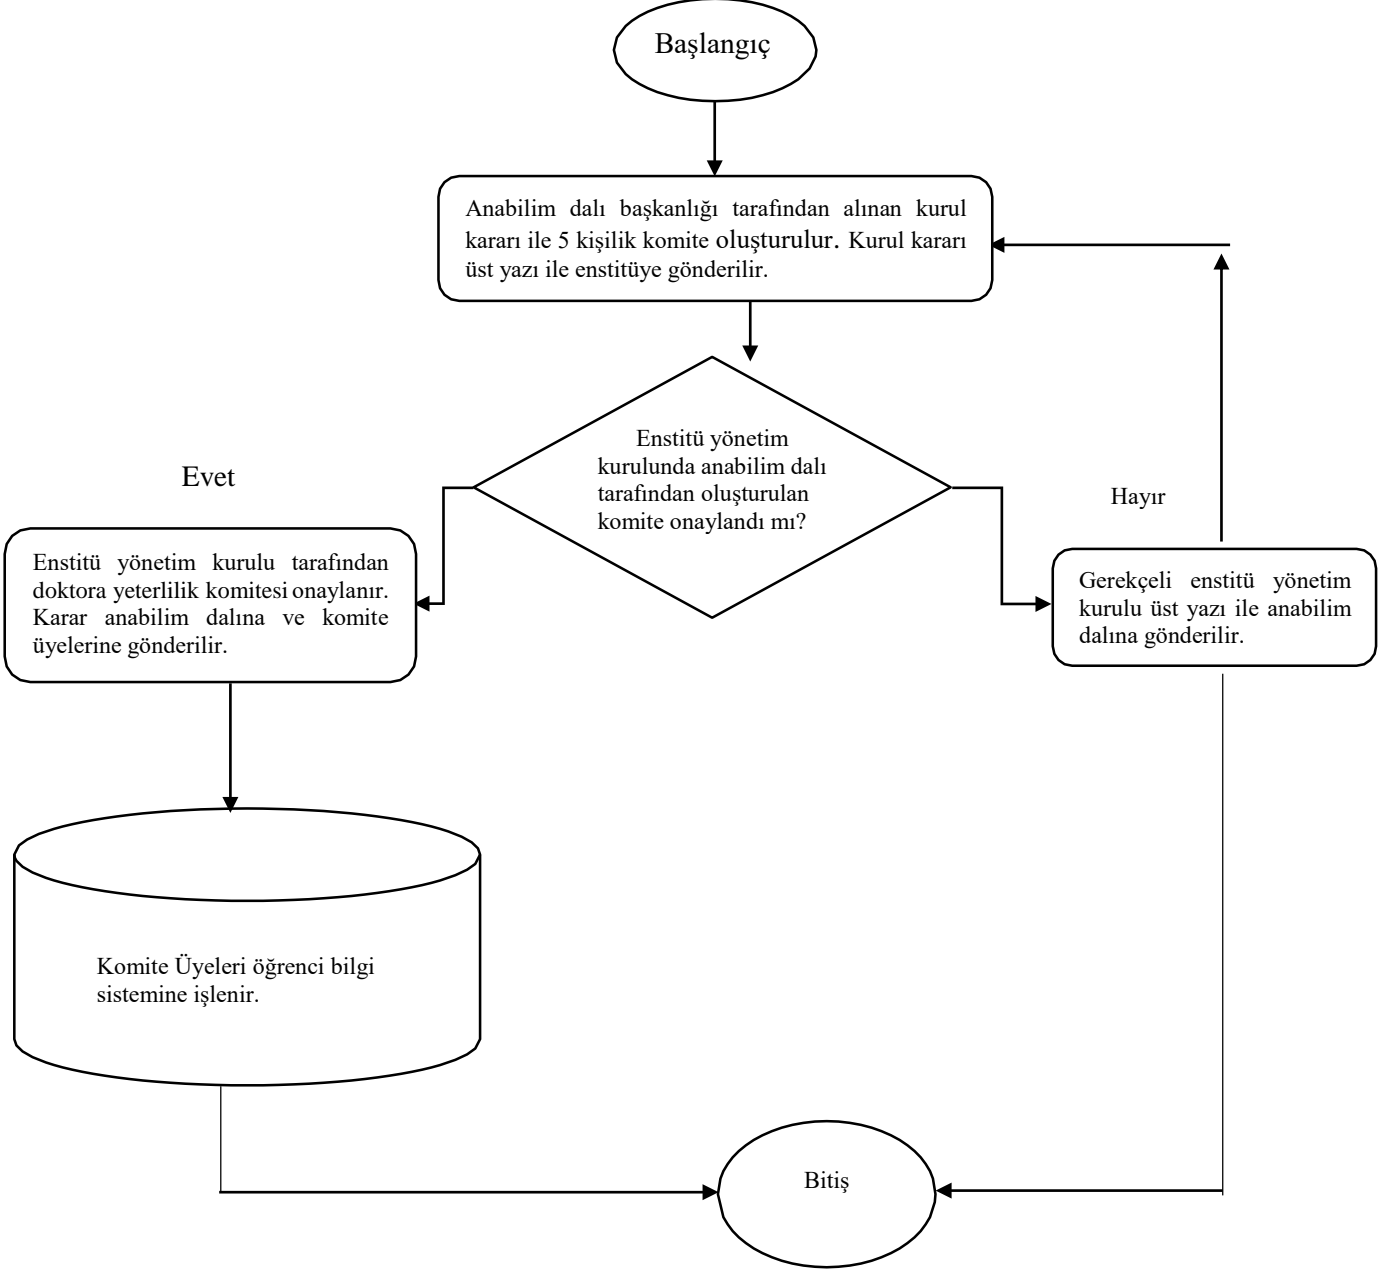 Başlangıç
Anabilim dalı başkanlığı tarafından alınan kurul
kararı ile 5 kişilik komite oluşturulur. Kurul kararı
üst yazı ile enstitüye gönderilir.
Enstitü yönetim
kurulunda anabilim dalı
tarafından oluşturulan
komite onaylandı mı?
Evet
Hayır
Enstitü yönetim kurulu tarafından
doktora yeterlilik komitesi onaylanır.
Karar anabilim dalına ve komite
üyelerine gönderilir.
Gerekçeli enstitü yönetim
kurulu üst yazı ile anabilim
dalına gönderilir.
Komite Üyeleri öğrenci bilgi
sistemine işlenir.
Bitiş